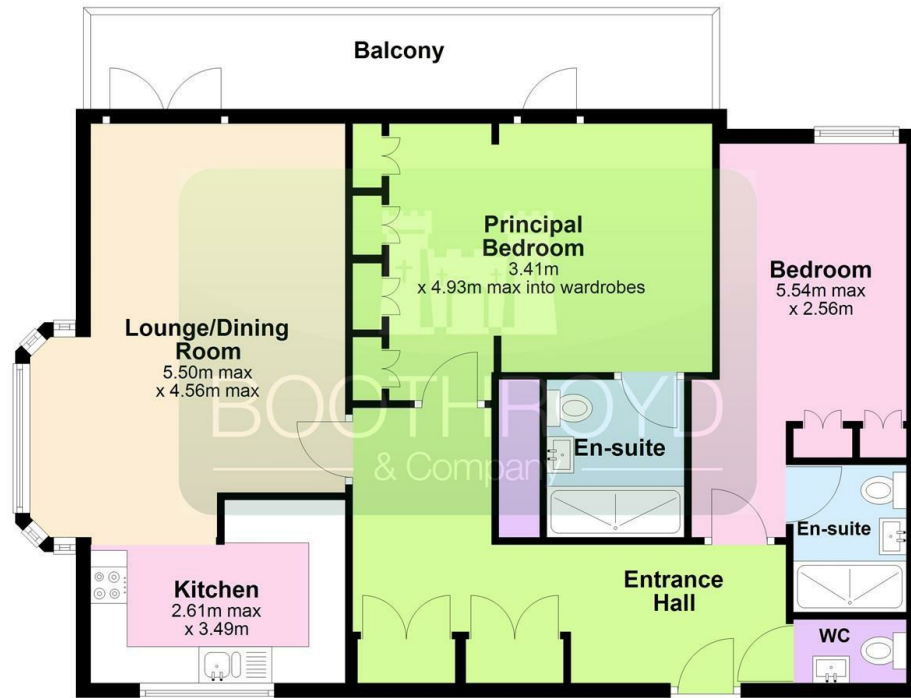 Balcony
Principal
Bedroom
3.41m
x 4.93m max into wardrobes
Bedroom
5.54m max
x 2.56m
Lounge/Dining
Room
5.50m max
x 4.56m max
BOOTHROYD
& Company
En-suite
En-suite
Kitchen
2.61m max
x 3.49m
Entrance
Hall
WC